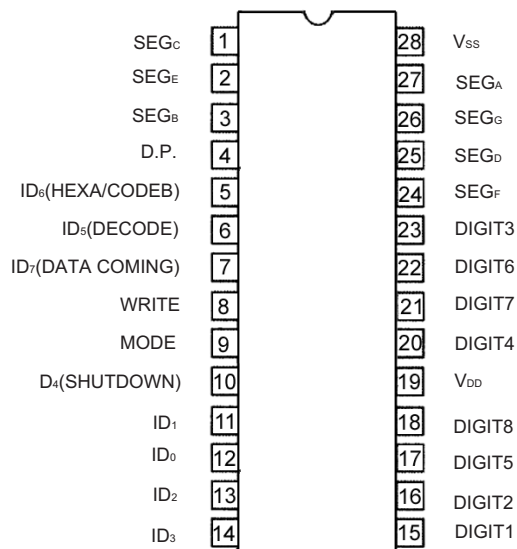 SEGC 1 28 VSS
SEGE 2 27 SEGA
SEGB 3 26 SEGG
D.P. 4 25 SEGD
ID6(HEXA/CODEB) 5 24 SEGF
ID5(DECODE) 6 23 DIGIT3
ID7(DATA COMING) 7 22 DIGIT6
WRITE 8 21 DIGIT7
MODE 9 20 DIGIT4
D4(SHUTDOWN) 10 19 VDD
ID1 11 18 DIGIT8
ID0 12 17 DIGIT5
ID2 13 16 DIGIT2
ID3 14 15 DIGIT1